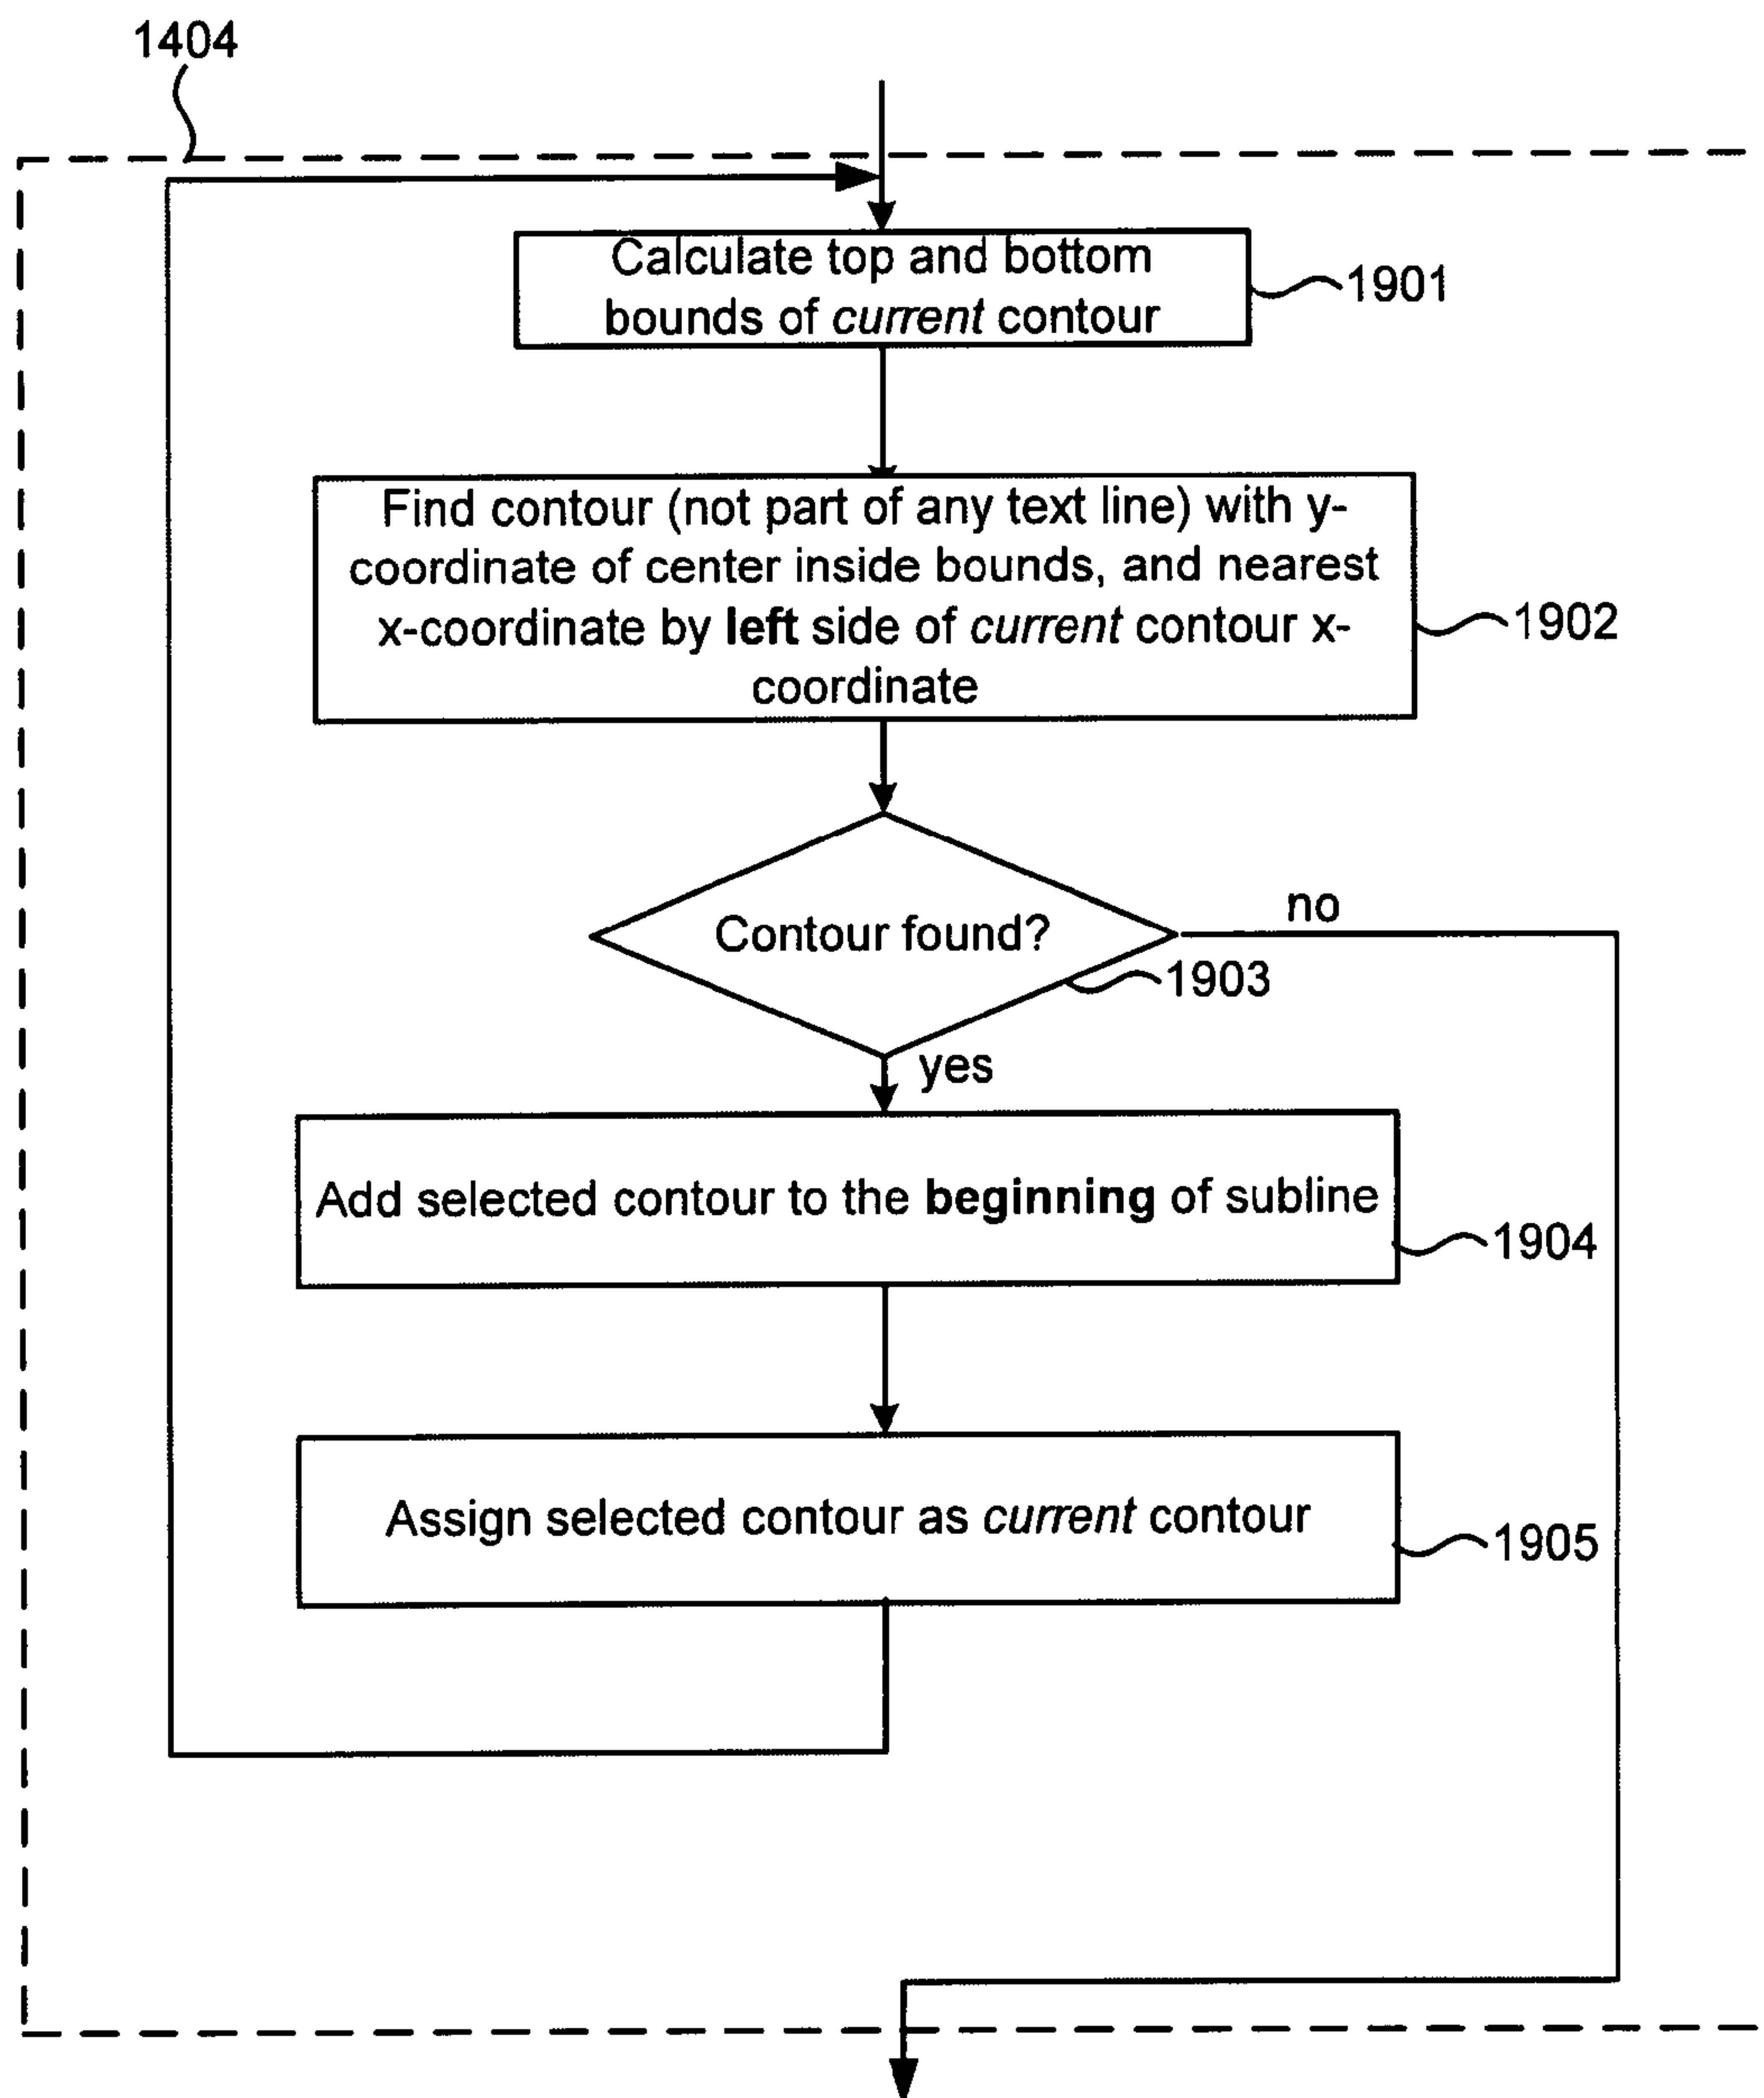 1404
Calculate top and bottom
bounds of current contour
1901
Find contour (not part of any text line) with y-
coordinate of center inside bounds, and nearest
x-coordinate by left side of current contour x-
coordinate
1902
Contour found?
no
1903
yes
Add selected contour to the beginning of subline
1904
Assign selected contour as current contour
1905